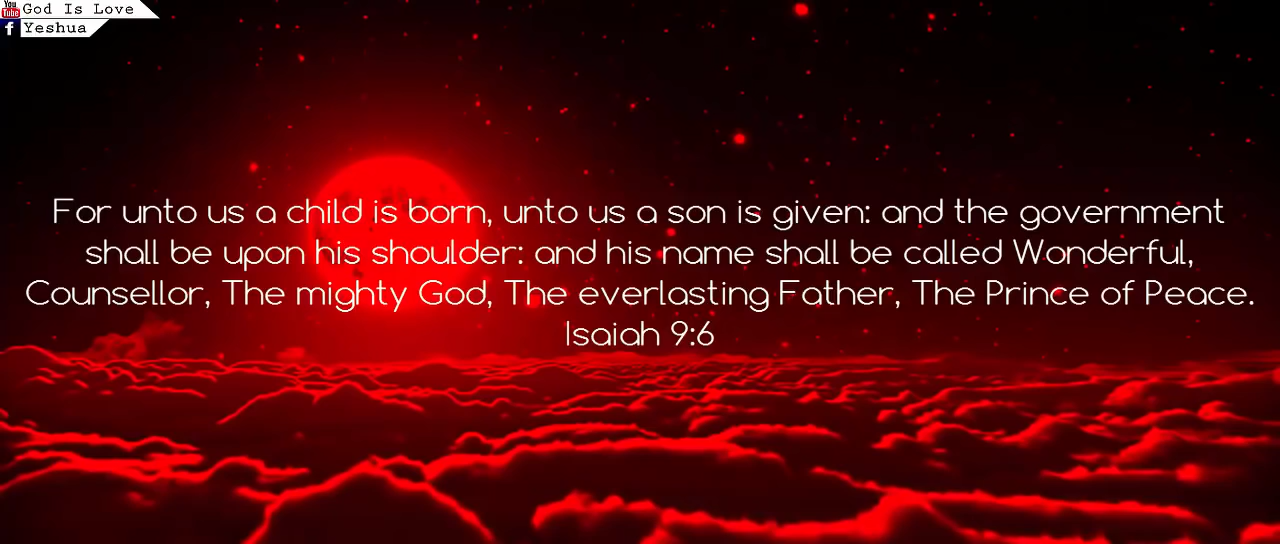 You
Tube
God Is Love
f
Yeshua
For unto us a child is born, unto us a son is given: and the government
shall be upon his shoulder: and his name shall be called Wonderful,
Counsellor, The mighty God, The everlasting Father, The Prince of Peace.
Isaiah 9:6